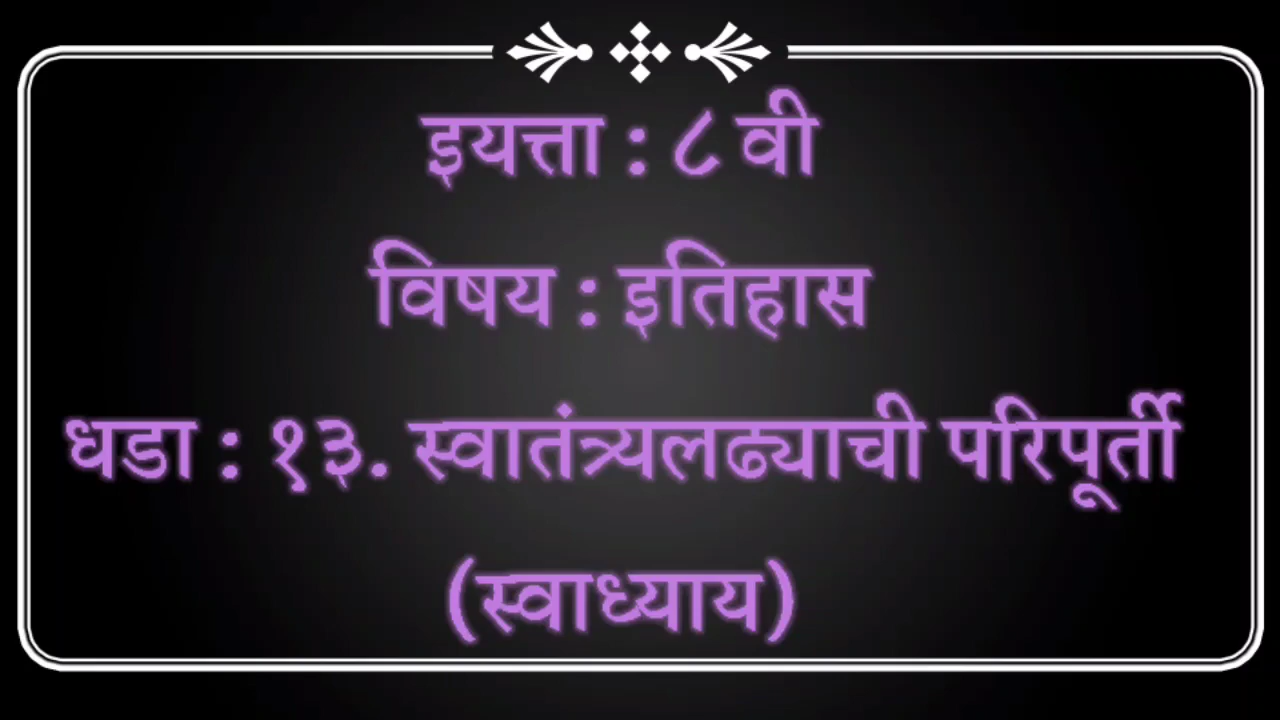 इयत्ता : ८ वी
विषय : इतिहास
धडा : १३. स्वातंत्र्यलढ्याची परिपूर्ती
(स्वाध्याय)